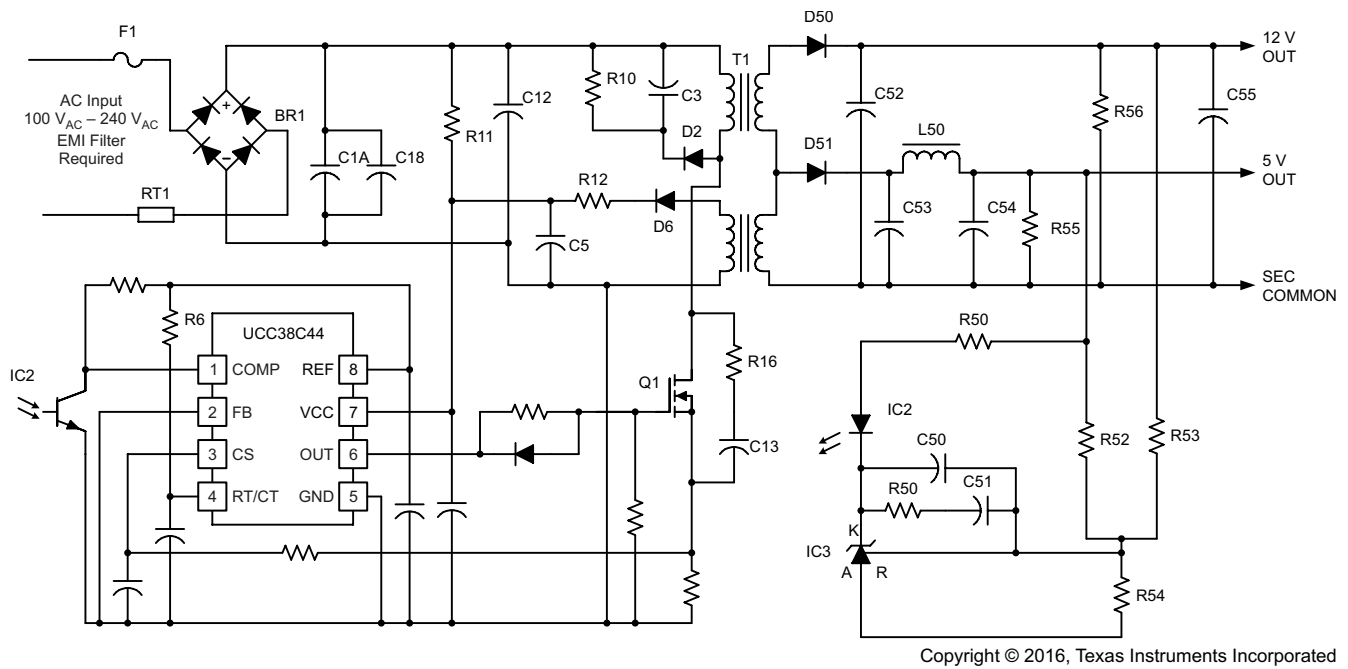 F1
D50
12 V
OUT
T1
AC Input
100 VAC – 240 VAC
EMI Filter
Required
BR1
R10
C3
C12
C52
R56
C55
R11
C1A
C18
D2
L50
D51
5 V
OUT
RT1
R12
D6
C5
C53
C54
R55
SEC
COMMON
R6
UCC38C44
R50
R16
IC2
1 COMP
REF 8
Q1
IC2
2 FB
VCC 7
R52
R53
C50
3 CS
OUT 6
C13
C51
R50
4 RT/CT
GND 5
K
IC3
A
R
R54
+
−
Copyright © 2016, Texas Instruments Incorporated